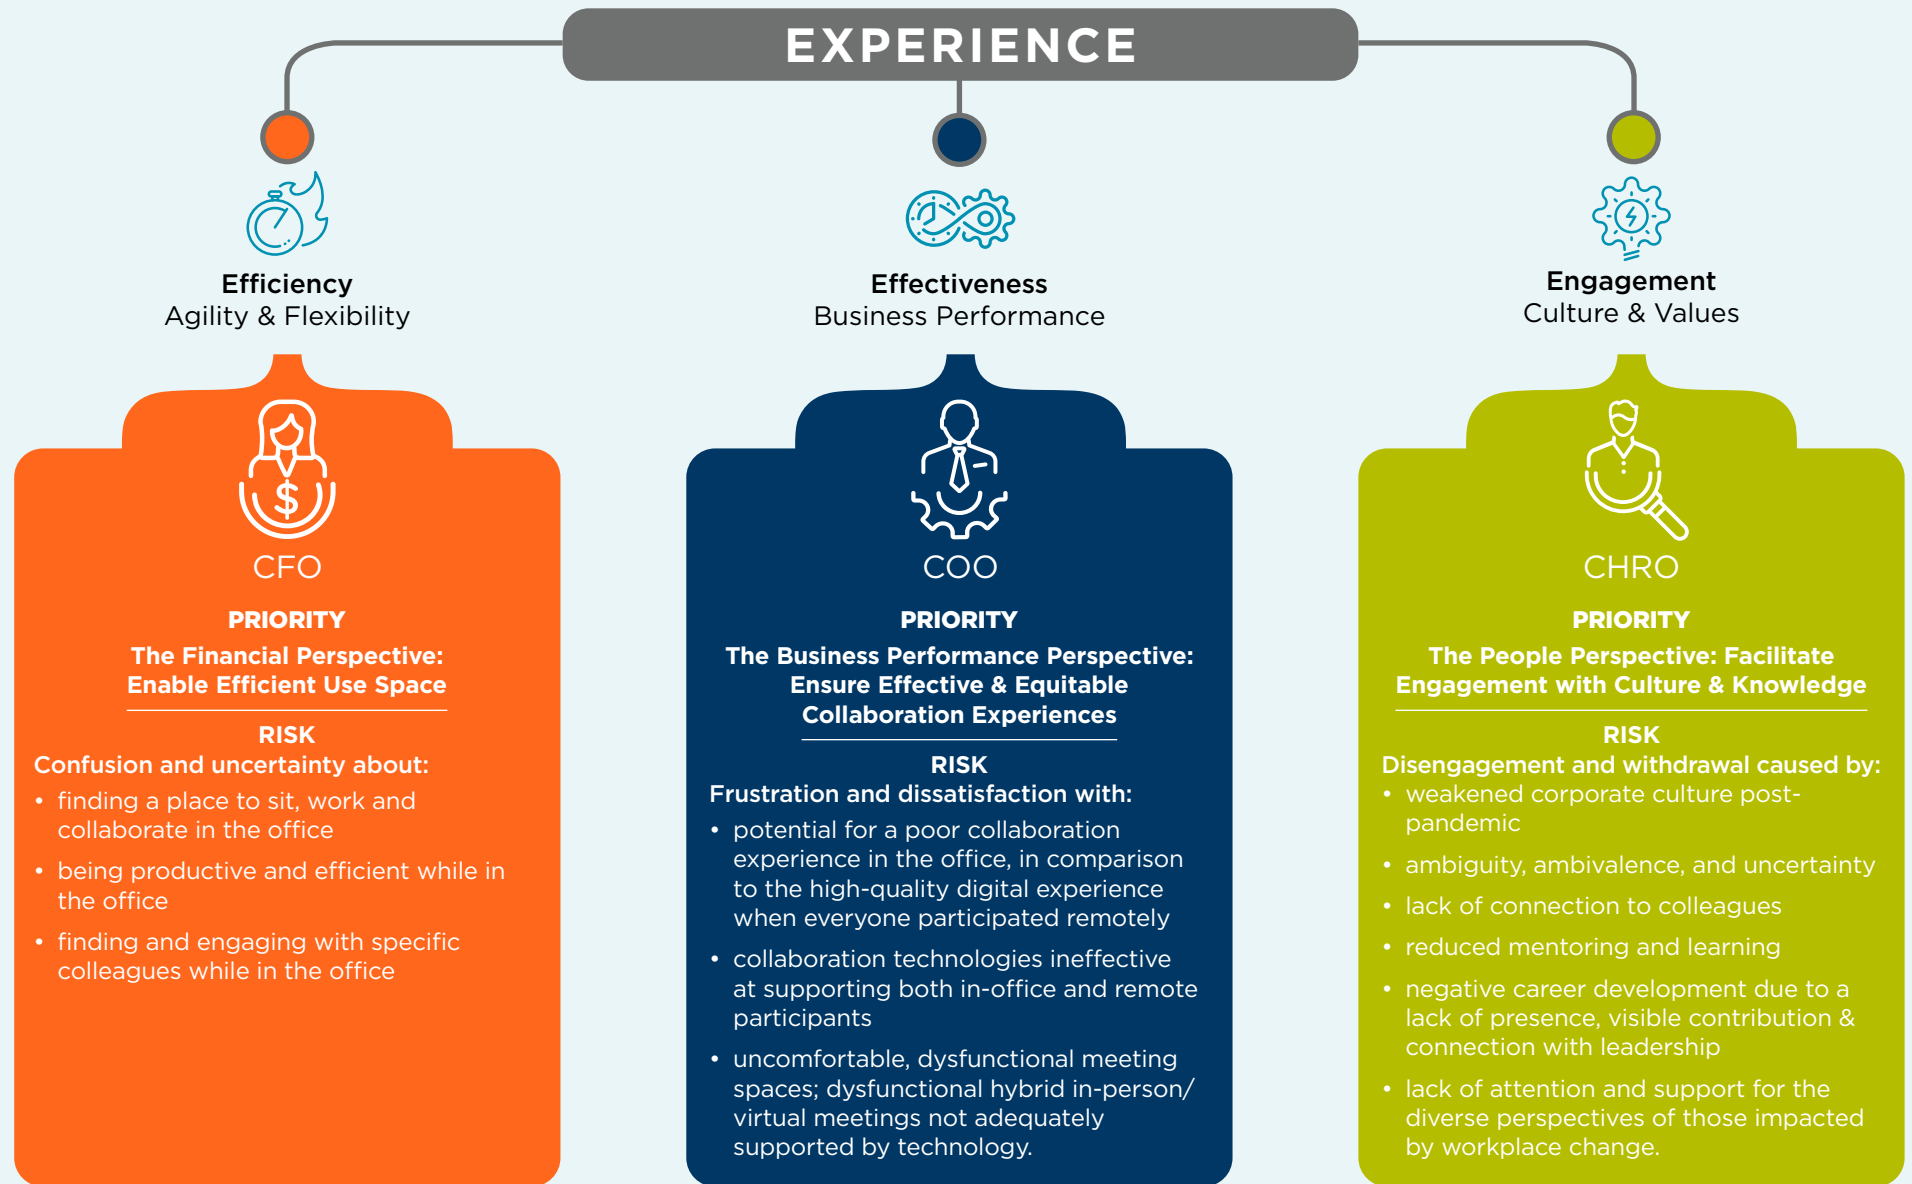 EXPERIENCE
Efficiency
Agility & Flexibility
CFO
PRIORITY
The Financial Perspective:
Enable Efficient Use Space
RISK
Confusion and uncertainty about:
• finding a place to sit, work and
collaborate in the office
• being productive and efficient while in
the office
• finding and engaging with specific
colleagues while in the office
Effectiveness
Business Performance
COO
PRIORITY
The Business Performance Perspective:
Ensure Effective & Equitable
Collaboration Experiences
RISK
Frustration and dissatisfaction with:
• potential for a poor collaboration
experience in the office, in comparison
to the high-quality digital experience
when everyone participated remotely
• collaboration technologies ineffective
at supporting both in-office and remote
participants
• uncomfortable, dysfunctional meeting
spaces; dysfunctional hybrid in-person/
virtual meetings not adequately
supported by technology.
Engagement
Culture & Values
CHRO
PRIORITY
The People Perspective: Facilitate
Engagement with Culture & Knowledge
RISK
Disengagement and withdrawal caused by:
• weakened corporate culture post-
pandemic
• ambiguity, ambivalence, and uncertainty
• lack of connection to colleagues
• reduced mentoring and learning
• negative career development due to a
lack of presence, visible contribution &
connection with leadership
• lack of attention and support for the
diverse perspectives of those impacted
by workplace change.